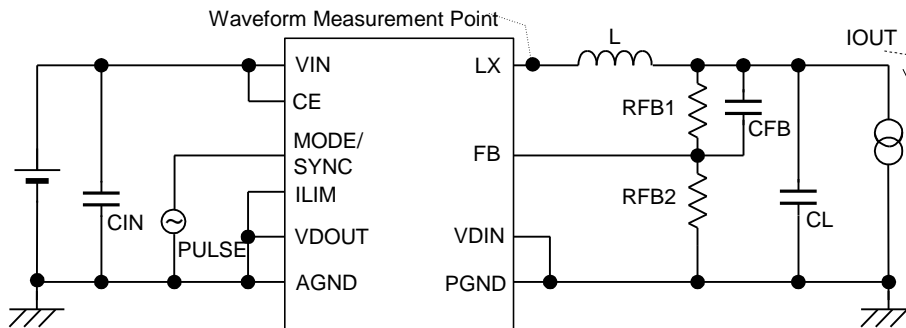 Waveform Measurement Point
L
IOUT
VIN
LX
CE
RFB1
CFB
MODE/
SYNC
FB
ILIM
RFB2
CIN
CL
PULSE
VDOUT
VDIN
AGND
PGND